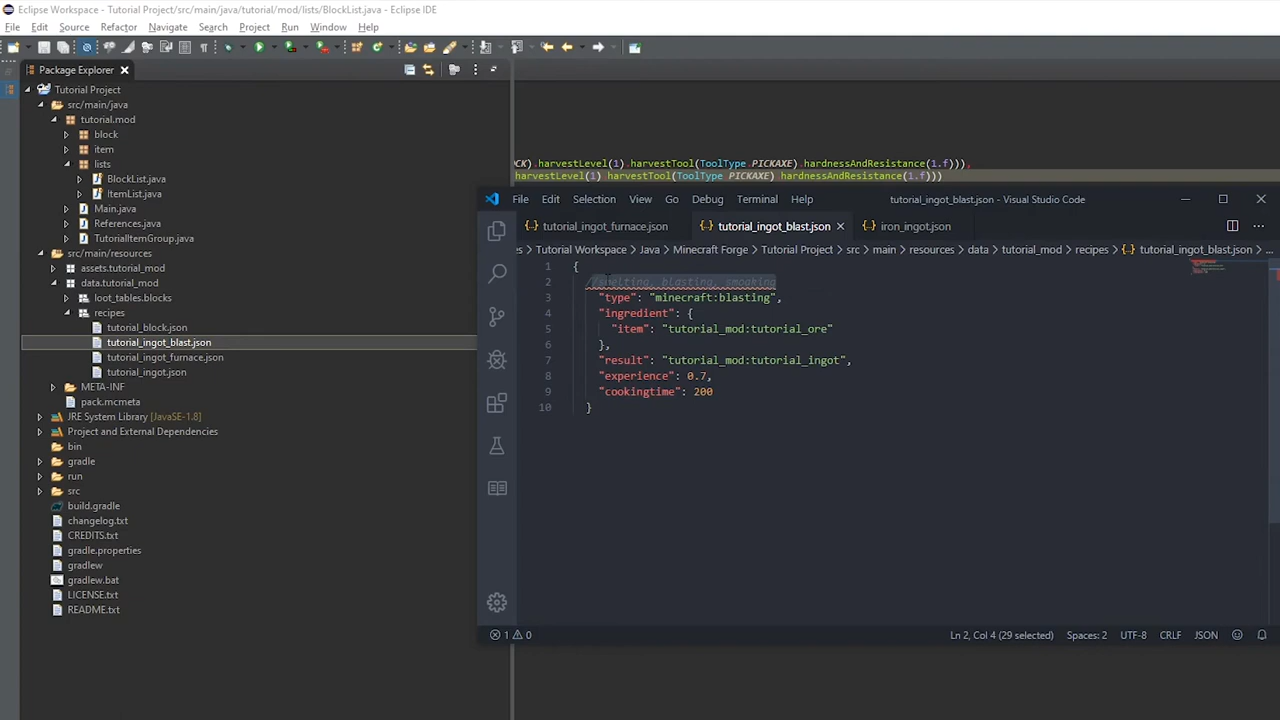 Eclipse Workspace - Tutorial Project/src/main/java/tutorial/mod/lists/BlockList.java - Eclipse IDE
File Edit Source Refactor Navigate Search Project Run Window Help
Package Explorer
Tutorial Project
src/main/java
tutorial.mod
block
item
lists
BlockList.java
ItemList.java
Main.java
References.java
TutorialItemGroup.java
src/main/resources
assets.tutorial_mod
data.tutorial_mod
loot_tables.blocks
recipes
tutorial_block.json
tutorial_ingot_blast.json
tutorial_ingot_furnace.json
tutorial_ingot.json
META-INF
pack.mcmeta
JRE System Library [JavaSE-1.8]
Project and External Dependencies
bin
gradle
run
src
build.gradle
changelog.txt
CREDITS.txt
gradle.properties
gradlew
gradlew.bat
LICENSE.txt
README.txt
CK).harvestLevel(1).harvestTool(ToolType.PICKAXE).hardnessAndResistance(1.f))),
harvestLevel(1).harvestTool(ToolType.PICKAXE).hardnessAndResistance(1.f)))
File Edit Selection View Go Debug Terminal Help tutorial_ingot_blast.json - Visual Studio Code
tutorial_ingot_furnace.json tutorial_ingot_blast.json iron_ingot.json
es > Tutorial Workspace > Java > Minecraft Forge > Tutorial Project > src > main > resources > data > tutorial_mod > recipes > tutorial_ingot_blast.json >
1 {
2 //smelting, blasting, smoaking
3 "type": "minecraft:blasting",
4 "ingredient": {
5 "item": "tutorial_mod:tutorial_ore"
6 },
7 "result": "tutorial_mod:tutorial_ingot",
8 "experience": 0.7,
9 "cookingtime": 200
10 }
1 0 Ln 2, Col 4 (29 selected) Spaces: 2 UTF-8 CRLF JSON